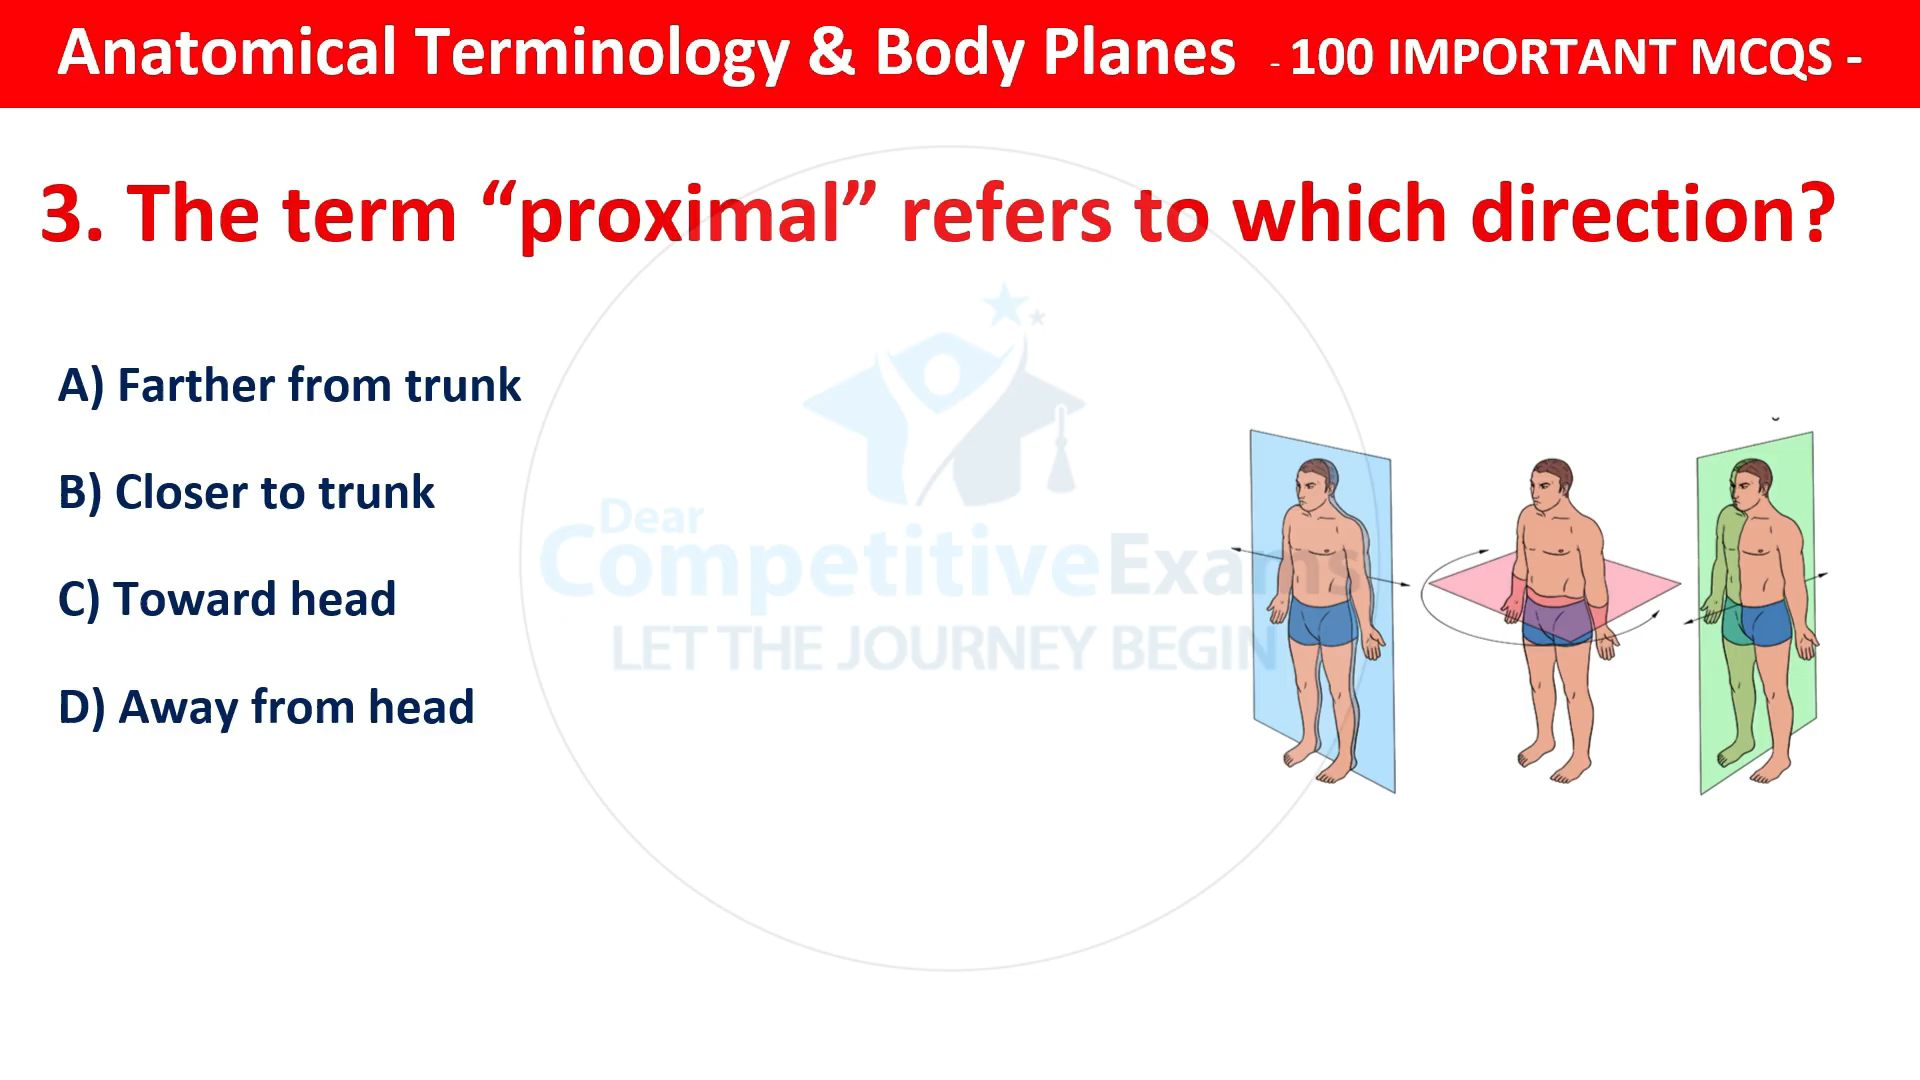 Anatomical Terminology & Body Planes - 100 IMPORTANT MCQS -
3. The term “proximal” refers to which direction?
A) Farther from trunk
B) Closer to trunk
C) Toward head
D) Away from head
Dear
CompetitiveExams
LET THE JOURNEY BEGIN